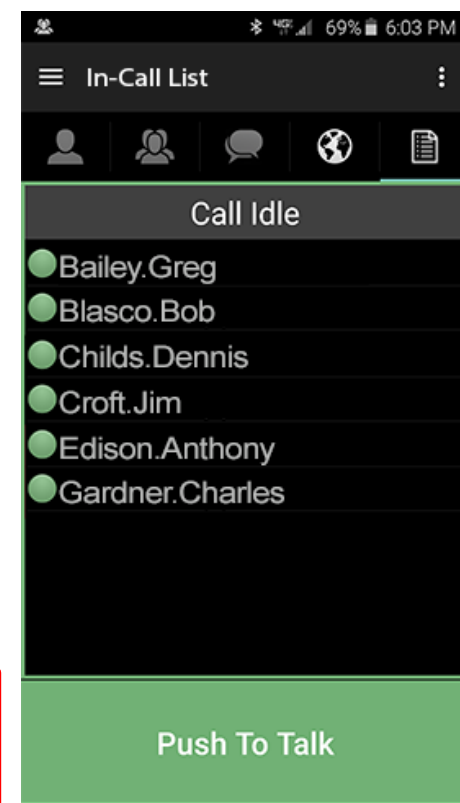 4G 69% 6:03 PM
In-Call List
Call Idle
Bailey.Greg
Blasco.Bob
Childs.Dennis
Croft.Jim
Edison.Anthony
Gardner.Charles
Push To Talk